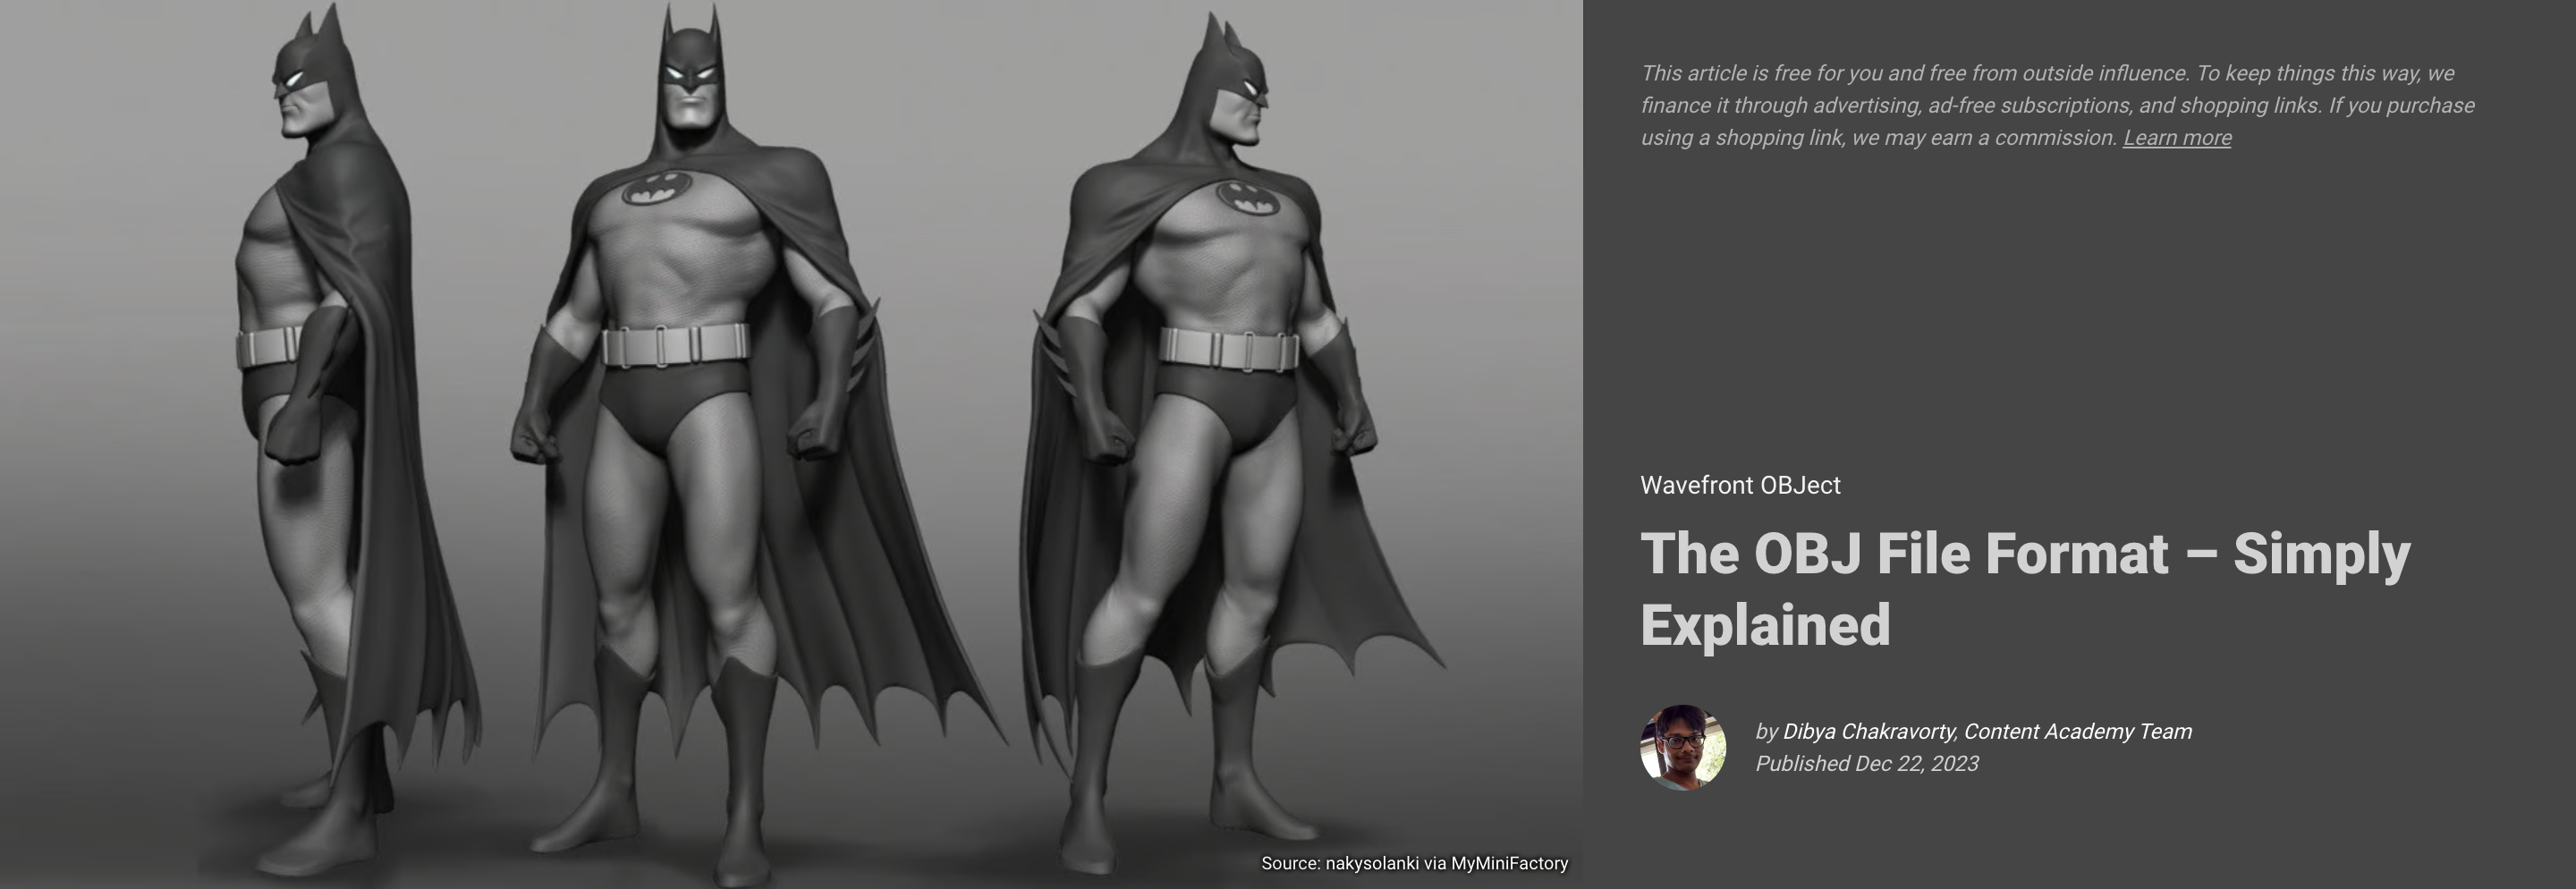 This article is free for you and free from outside influence. To keep things this way, we
finance it through advertising, ad-free subscriptions, and shopping links. If you purchase
using a shopping link, we may earn a commission. Learn more
Wavefront OBJect
The OBJ File Format – Simply
Explained
by Dibya Chakravorty, Content Academy Team
Published Dec 22, 2023
Source: nakysolanki via MyMiniFactory